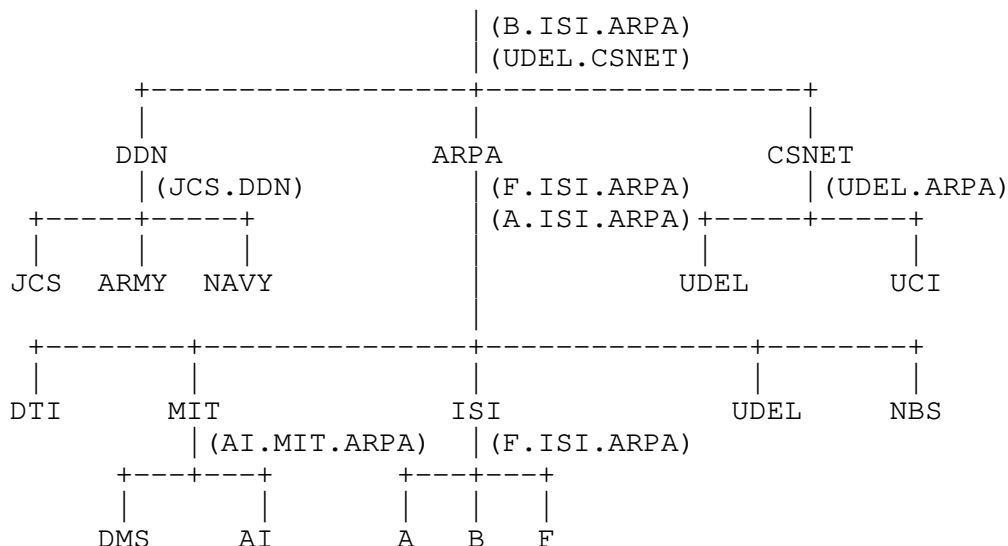 (B.ISI.ARPA)
(UDEL.CSNET)
DDN ARPA CSNET
(JCS.DDN) (F.ISI.ARPA) (UDEL.ARPA)
(A.ISI.ARPA)
JCS ARMY NAVY UDEL UCI
DTI MIT ISI UDEL NBS
(AI.MIT.ARPA) (F.ISI.ARPA)
DMS AI A B F